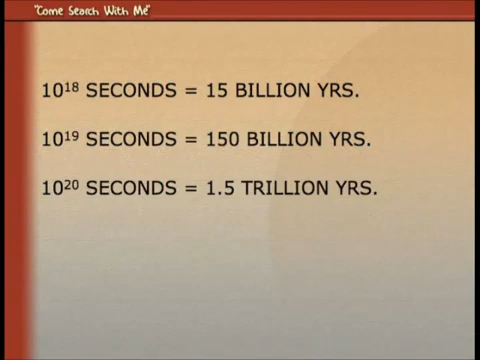 "Come Search With Me"
10¹⁸ SECONDS = 15 BILLION YRS.
10¹⁹ SECONDS = 150 BILLION YRS.
10²⁰ SECONDS = 1.5 TRILLION YRS.